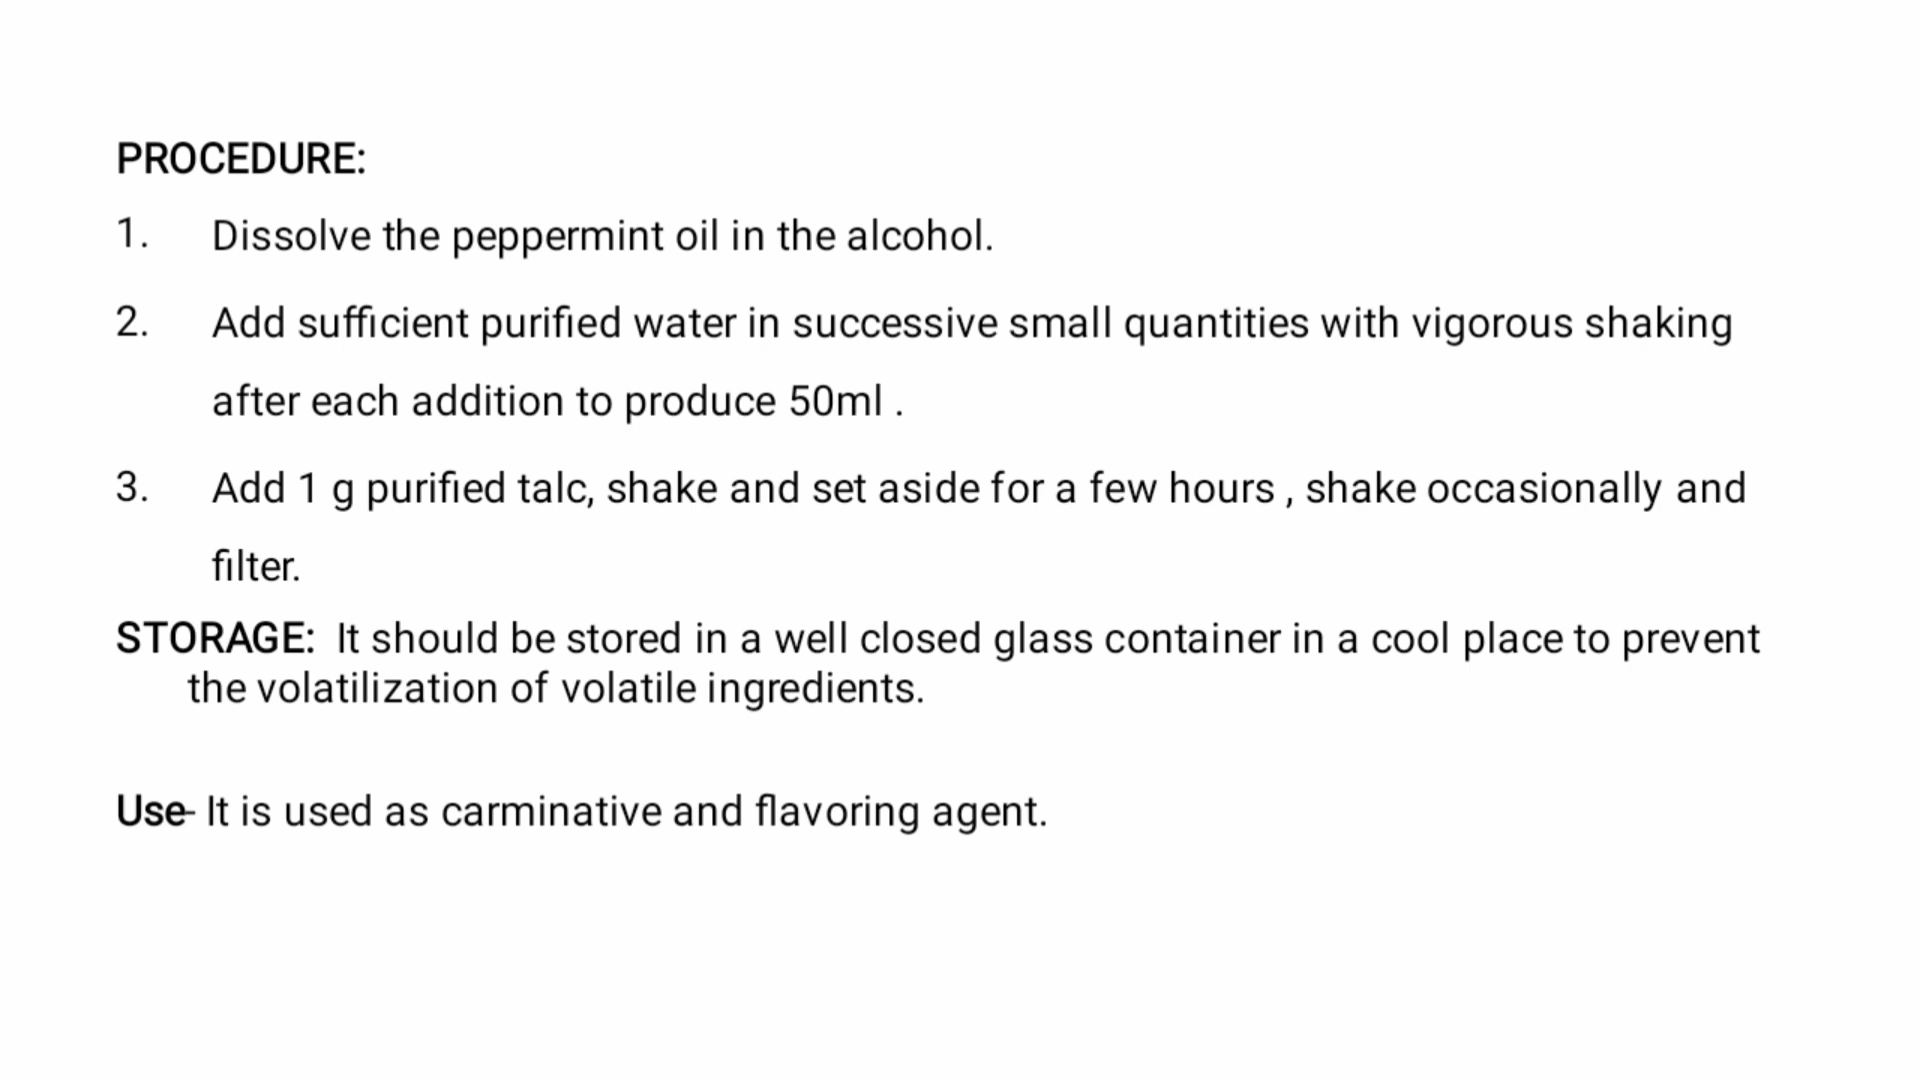 PROCEDURE:
1. Dissolve the peppermint oil in the alcohol.
2. Add sufficient purified water in successive small quantities with vigorous shaking
after each addition to produce 50ml .
3. Add 1 g purified talc, shake and set aside for a few hours , shake occasionally and
filter.
STORAGE: It should be stored in a well closed glass container in a cool place to prevent
the volatilization of volatile ingredients.
Use- It is used as carminative and flavoring agent.